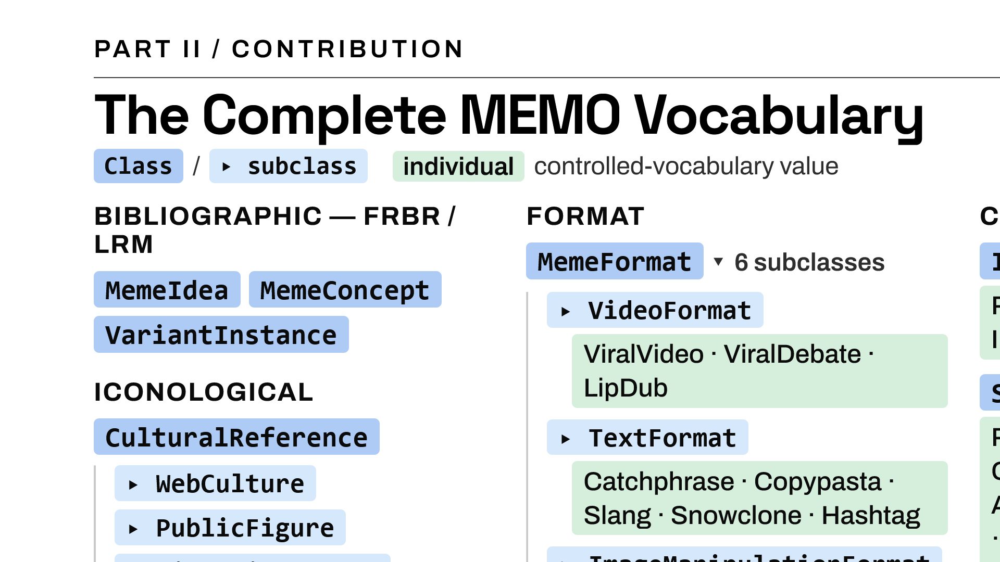 PART II / CONTRIBUTION
The Complete MEMO Vocabulary
Class / ▸ subclass individual controlled-vocabulary value
BIBLIOGRAPHIC — FRBR /
LRM
MemeIdea MemeConcept
VariantInstance
ICONOLOGICAL
CulturalReference
▸ WebCulture
▸ PublicFigure
FORMAT
MemeFormat ▾ 6 subclasses
▸ VideoFormat
ViralVideo · ViralDebate ·
LipDub
▸ TextFormat
Catchphrase · Copypasta ·
Slang · Snowclone · Hashtag
ImageManipulationFormat